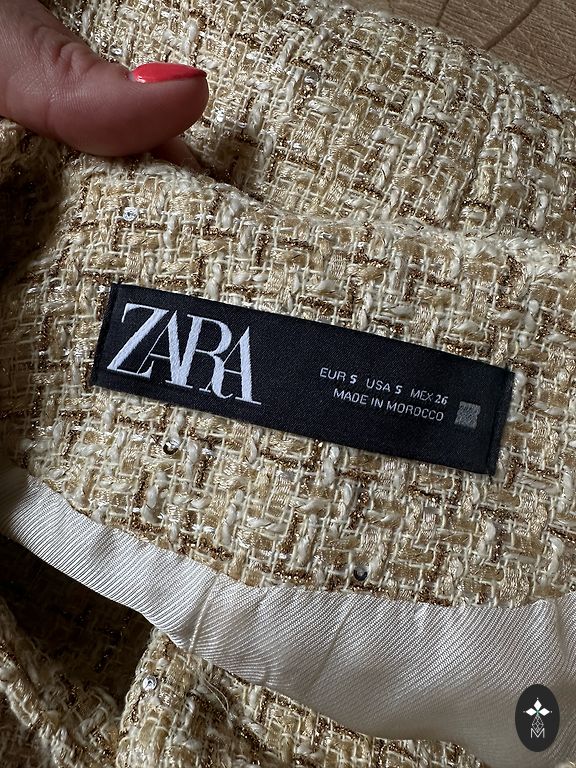 ZARA
EUR S USA S MEX 26
MADE IN MOROCCO